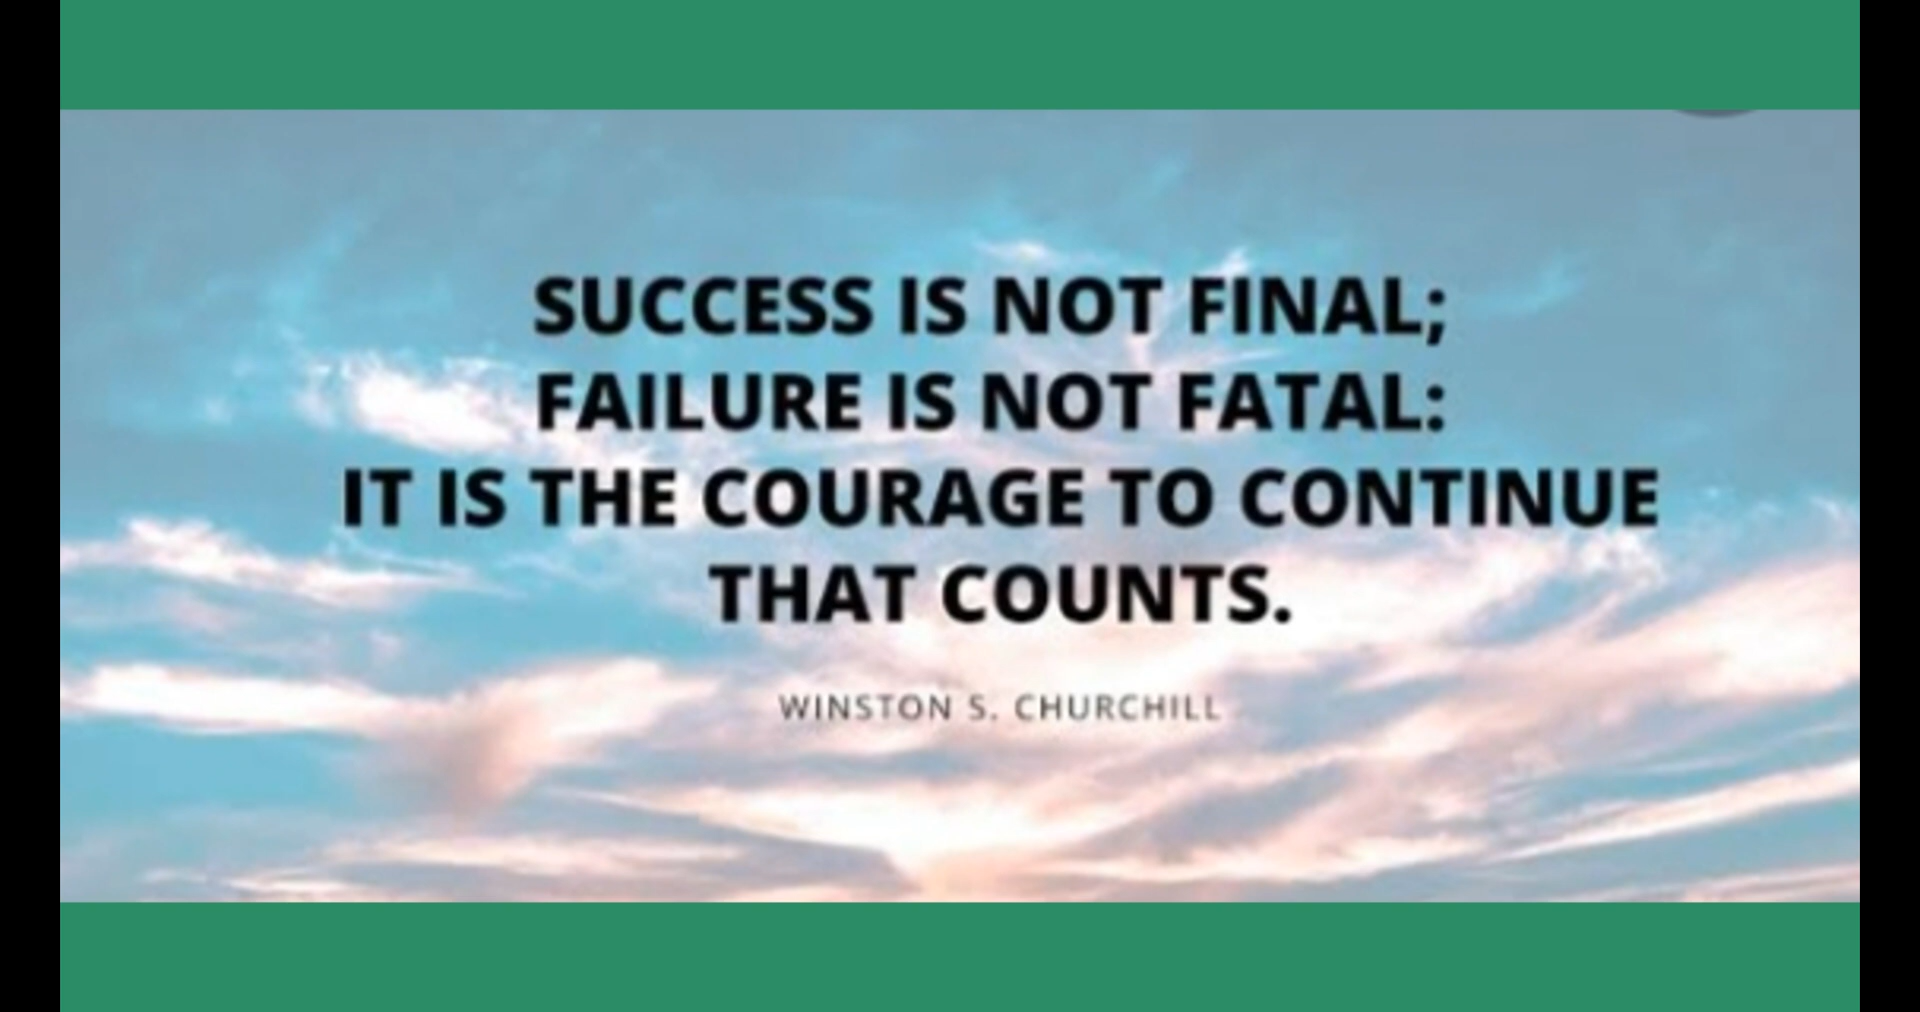 SUCCESS IS NOT FINAL;
FAILURE IS NOT FATAL:
IT IS THE COURAGE TO CONTINUE
THAT COUNTS.
WINSTON S. CHURCHILL